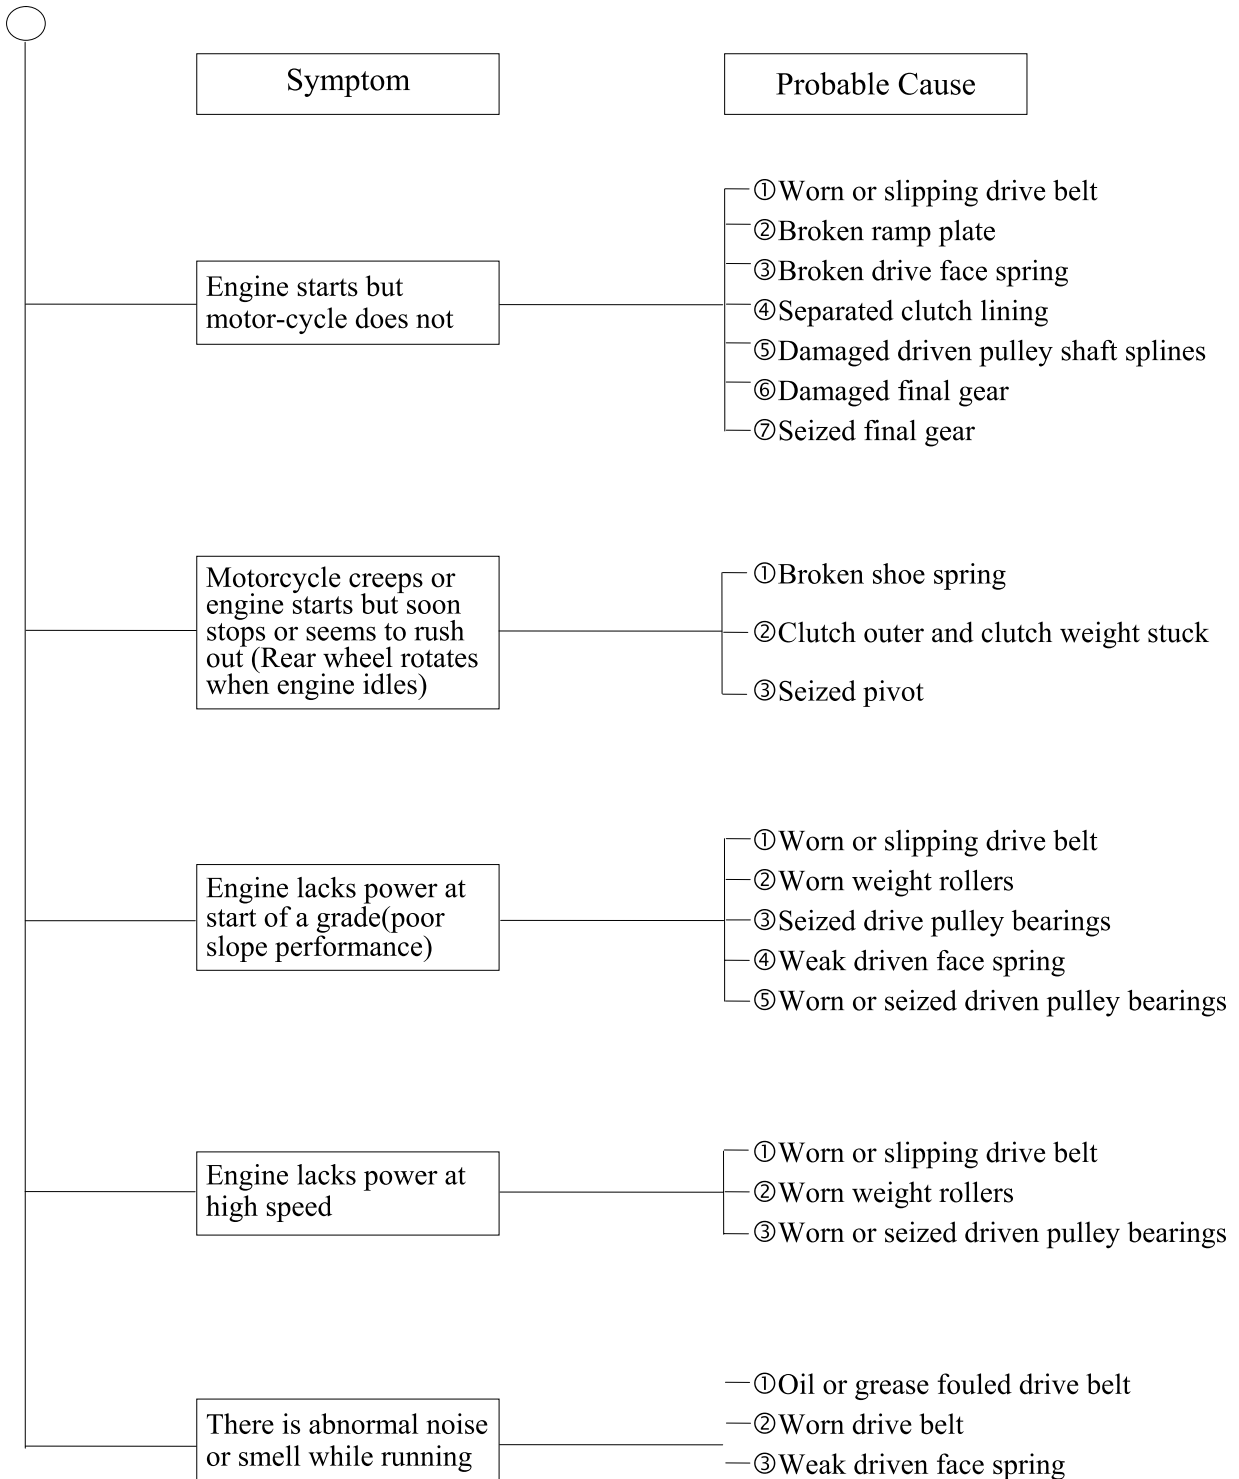 Symptom
Probable Cause
Engine starts but
motor-cycle does not
①Worn or slipping drive belt
②Broken ramp plate
③Broken drive face spring
④Separated clutch lining
⑤Damaged driven pulley shaft splines
⑥Damaged final gear
⑦Seized final gear
Motorcycle creeps or
engine starts but soon
stops or seems to rush
out (Rear wheel rotates
when engine idles)
①Broken shoe spring
②Clutch outer and clutch weight stuck
③Seized pivot
Engine lacks power at
start of a grade(poor
slope performance)
①Worn or slipping drive belt
②Worn weight rollers
③Seized drive pulley bearings
④Weak driven face spring
⑤Worn or seized driven pulley bearings
Engine lacks power at
high speed
①Worn or slipping drive belt
②Worn weight rollers
③Worn or seized driven pulley bearings
There is abnormal noise
or smell while running
①Oil or grease fouled drive belt
②Worn drive belt
③Weak driven face spring